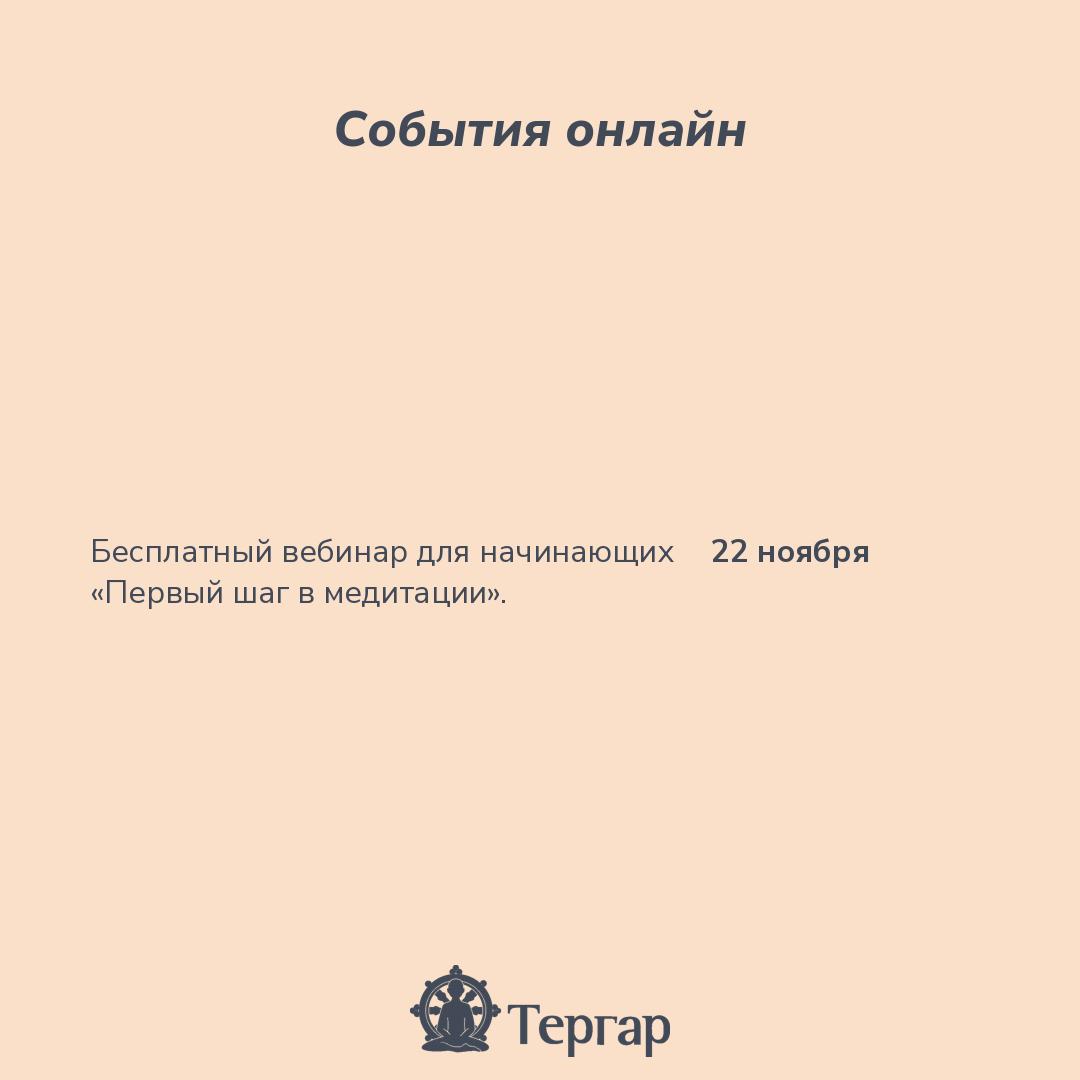 События онлайн
Бесплатный вебинар для начинающих 22 ноября
«Первый шаг в медитации».
Тергар